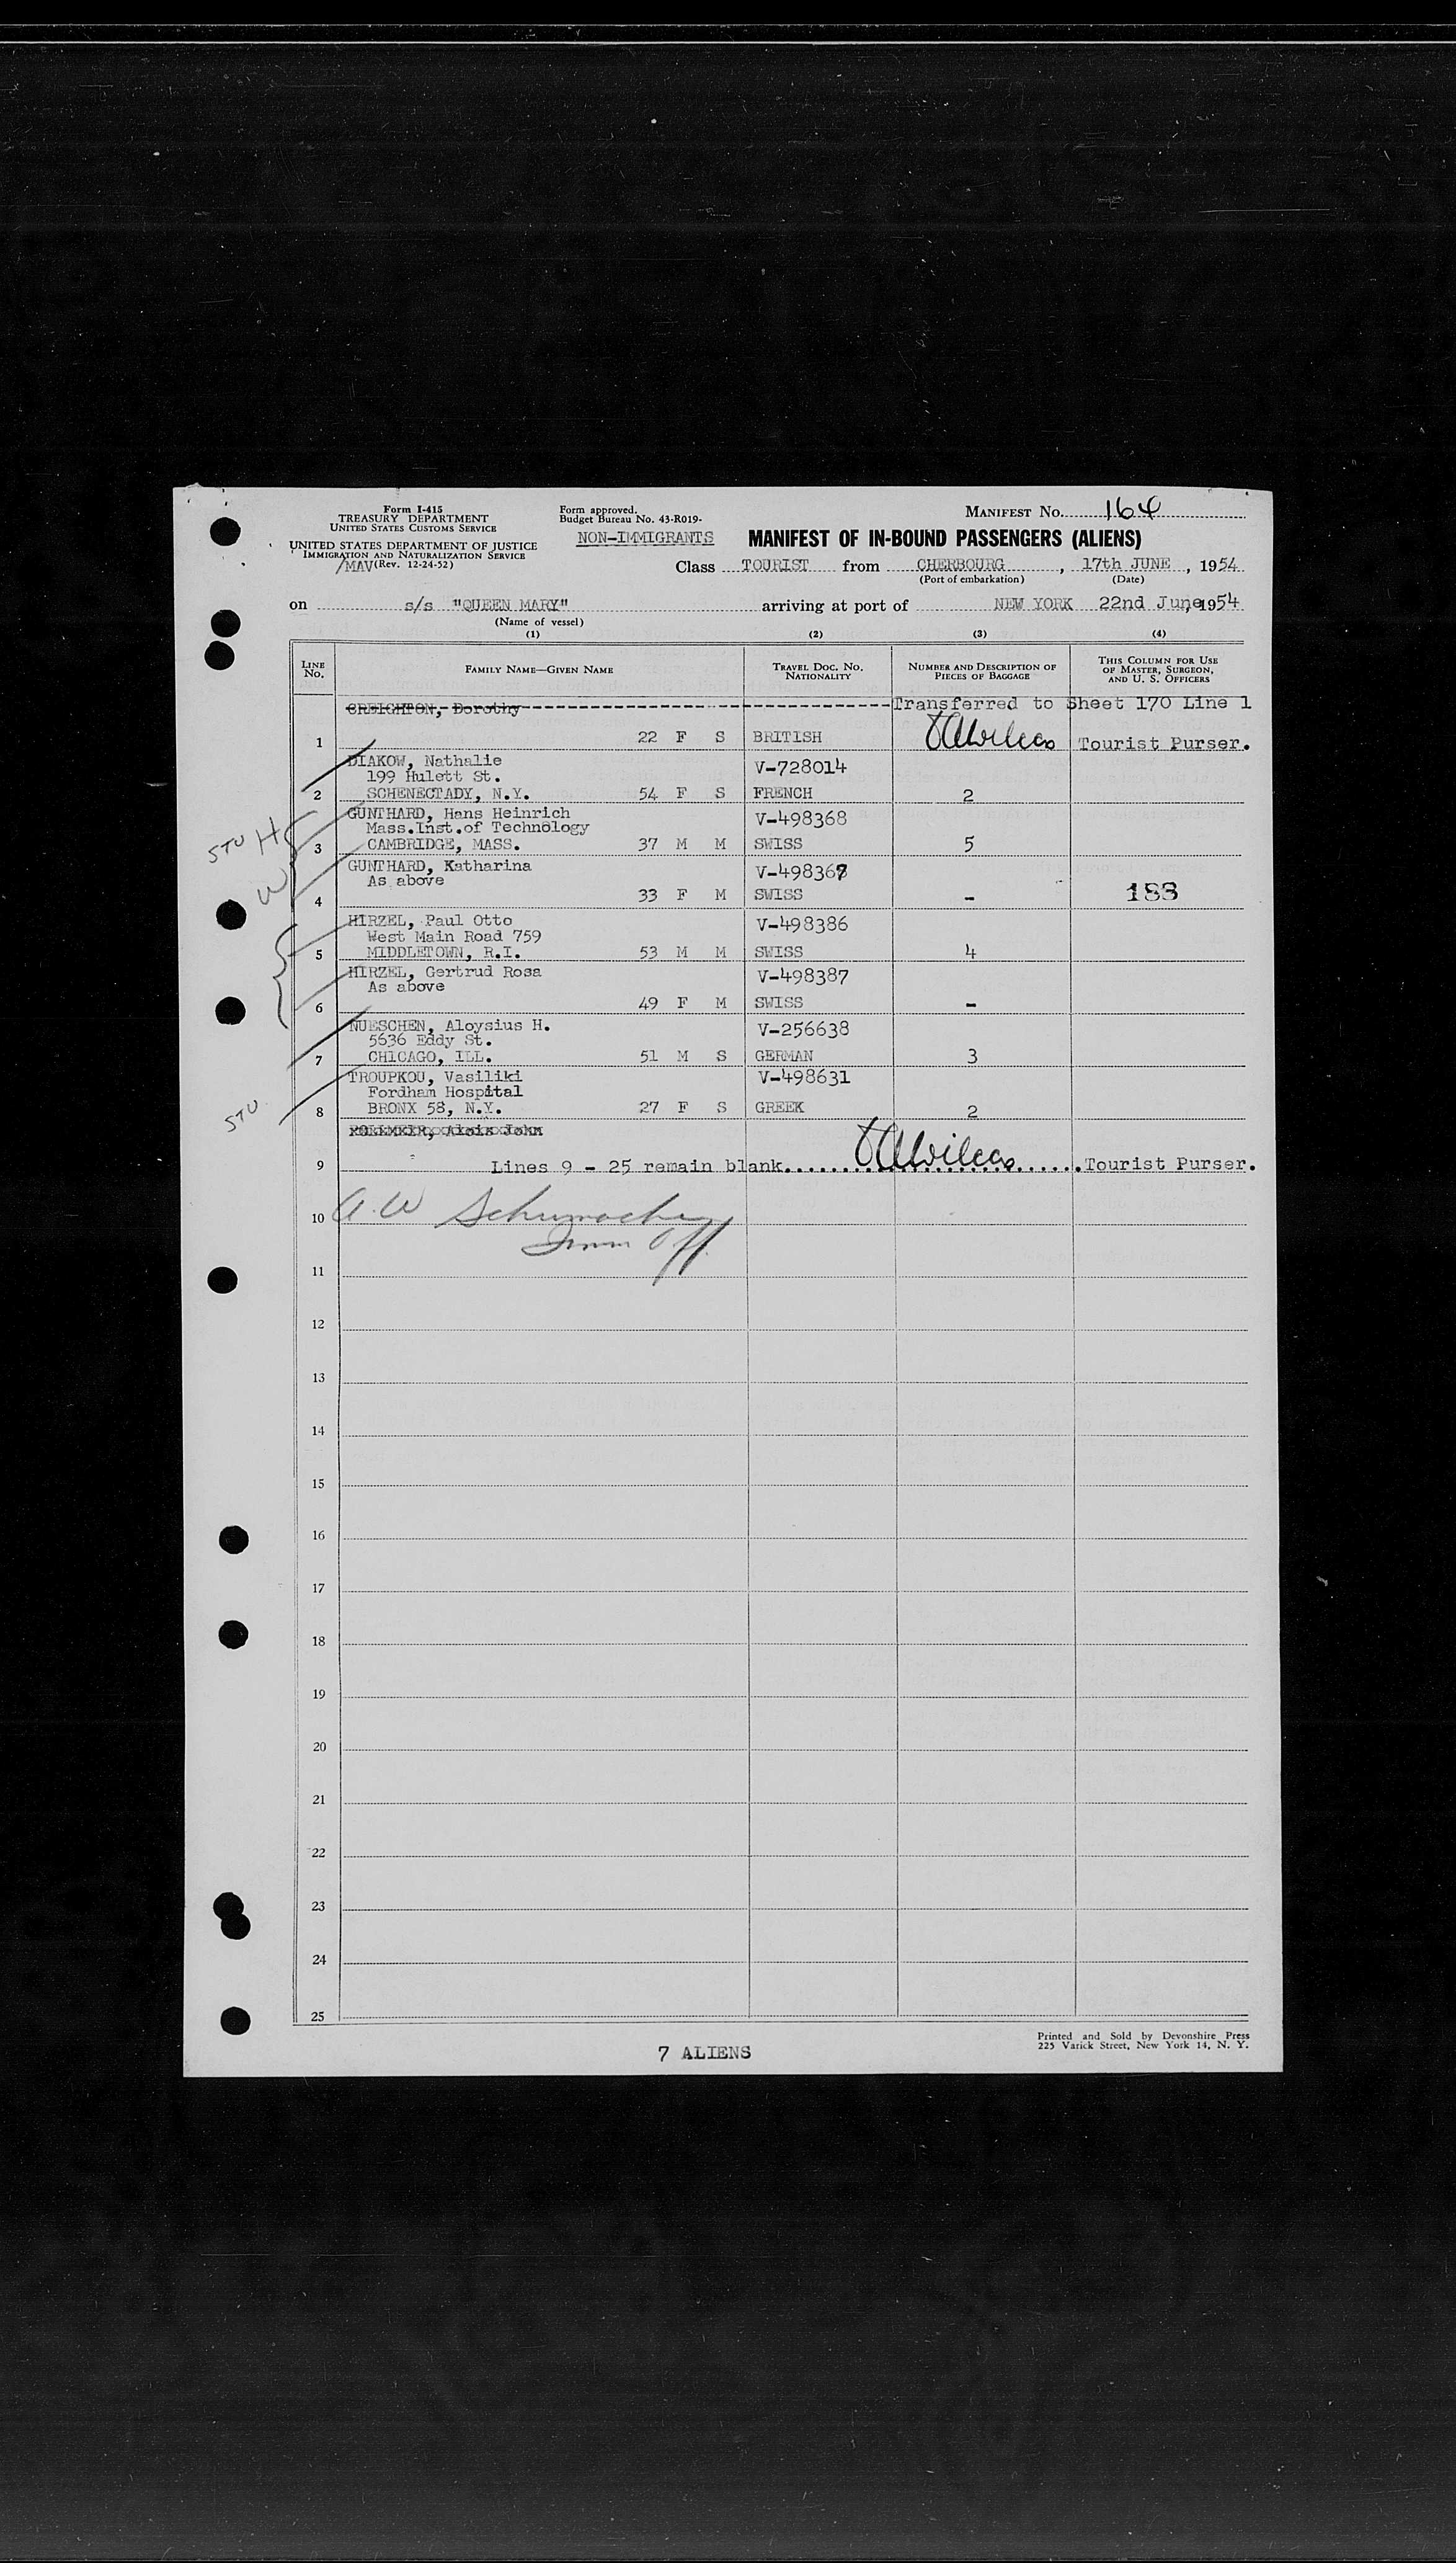 Form I-415
TREASURY DEPARTMENT
UNITED STATES CUSTOMS SERVICE
UNITED STATES DEPARTMENT OF JUSTICE
IMMIGRATION AND NATURALIZATION SERVICE
/MAV (Rev. 12-24-52)
Form approved.
Budget Bureau No. 43-R019-
NON-IMMIGRANTS
MANIFEST NO. 164
MANIFEST OF IN-BOUND PASSENGERS (ALIENS)
Class TOURIST from CHERBOURG, 17th JUNE, 1954
(Port of embarkation) (Date)
on s/s "QUEEN MARY" arriving at port of NEW YORK 22nd June, 1954
(Name of vessel)
(1) (2) (3) (4)
LINE NO. FAMILY NAME—GIVEN NAME TRAVEL DOC. NO. NATIONALITY NUMBER AND DESCRIPTION OF PIECES OF BAGGAGE THIS COLUMN FOR USE OF MASTER, SURGEON, AND U. S. OFFICERS
CREIGHTON, Dorothy Transferred to Sheet 170 Line 1
1 22 F S BRITISH Tourist Purser.
DIAKOW, Nathalie V-728014
199 Hulett St.
2 SCHENECTADY, N.Y. 54 F S FRENCH 2
GUNTHARD, Hans Heinrich V-498368
Mass.Inst.of Technology
STU H 3 CAMBRIDGE, MASS. 37 M M SWISS 5
GUNTHARD, Katharina
As above
W 4 33 F M SWISS - 188
HIRZEL, Paul Otto V-498386
West Main Road 759
5 MIDDLETOWN, R.I. 53 M M SWISS 4
HIRZEL, Gertrud Rosa V-498387
As above
6 49 F M SWISS -
NUESCHEN, Aloysius H. V-256638
5636 Eddy St.
7 CHICAGO, ILL. 51 M S GERMAN 3
TROUPKOU, Vasiliki V-498631
Fordham Hospital
STU 8 BRONX 58, N.Y. 27 F S GREEK 2
9 Lines 9 - 25 remain blank. Tourist Purser.
10 A.W Schumacher
Imm Off.
11
12
13
14
15
16
17
18
19
20
21
22
23
24
25
7 ALIENS
Printed and Sold by Devonshire Press
225 Varick Street, New York 14, N. Y.